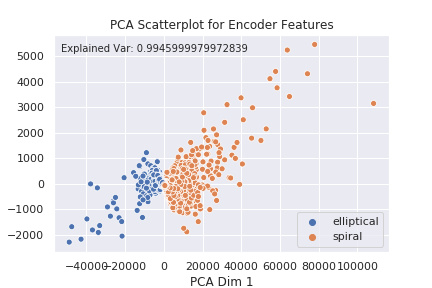 PCA Scatterplot for Encoder Features
Explained Var: 0.9945999979972839
5000
4000
3000
2000
1000
0
−1000
−2000
elliptical
spiral
−40000 −20000 0 20000 40000 60000 80000 100000
PCA Dim 1